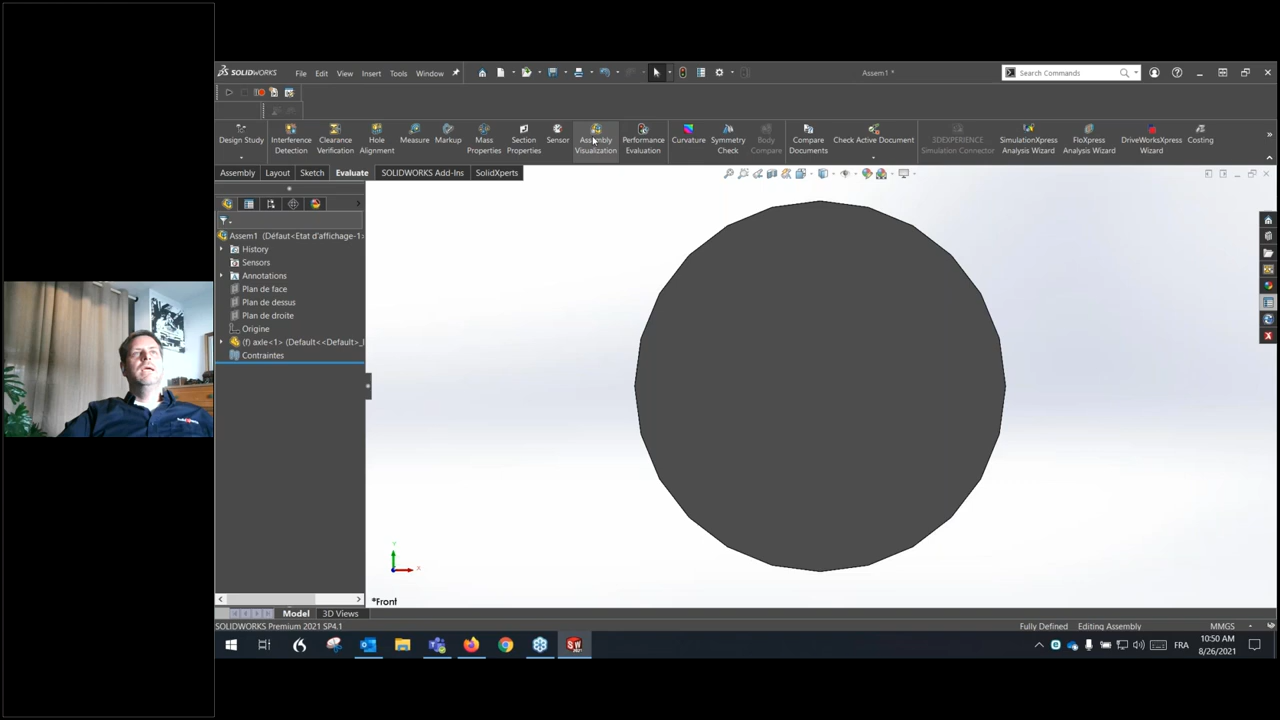 SOLIDWORKS File Edit View Insert Tools Window Assem1 * Search Commands
Design Study Interference Detection Clearance Verification Hole Alignment Measure Markup Mass Properties Section Properties Sensor Assembly Visualization Performance Evaluation Curvature Symmetry Check Body Compare Compare Documents Check Active Document 3DEXPERIENCE Simulation Connector SimulationXpress Analysis Wizard FloXpress Analysis Wizard DriveWorksXpress Wizard Costing
Assembly Layout Sketch Evaluate SOLIDWORKS Add-Ins SolidXperts
Assem1 (Défaut<Etat d'affichage-1>
History
Sensors
Annotations
Plan de face
Plan de dessus
Plan de droite
Origine
(f) axle<1> (Default<<Default>_
Contraintes
Y
X
*Front
Model 3D Views
SOLIDWORKS Premium 2021 SP4.1 Fully Defined Editing Assembly MMGS
10:50 AM
FRA
8/26/2021